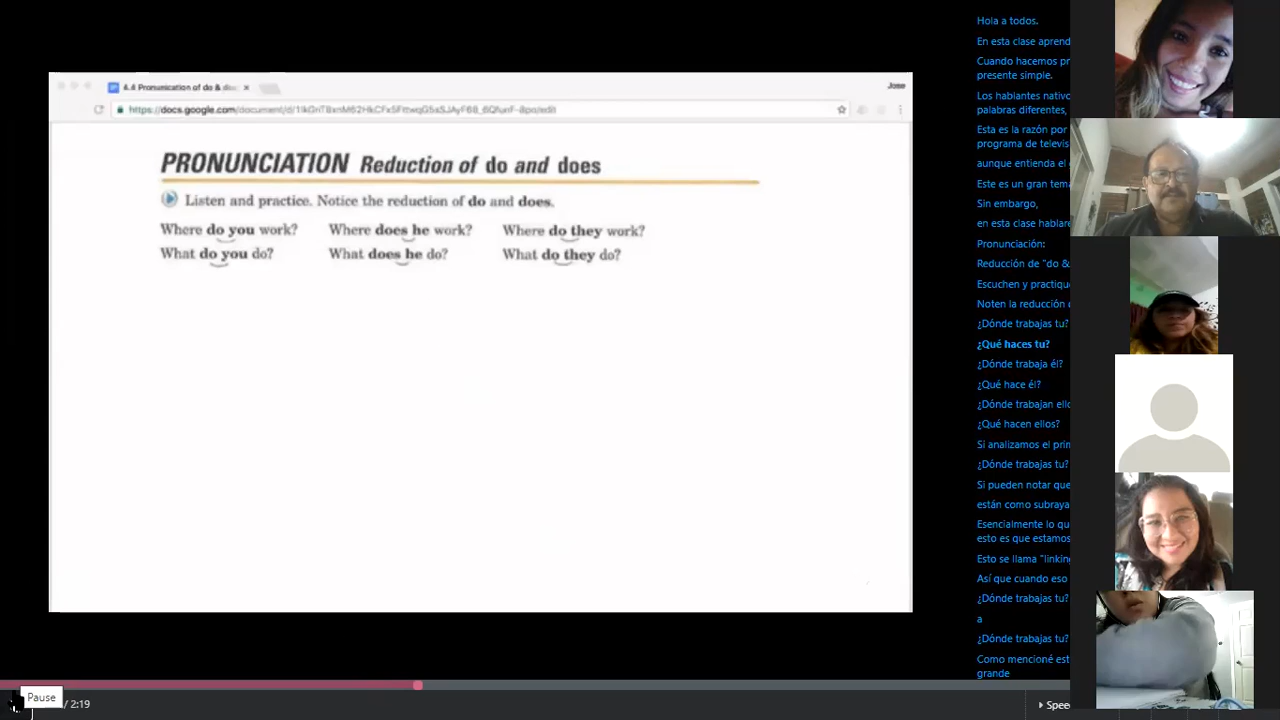 4.4 Pronunciation of do &
Jose
PRONUNCIATION Reduction of do and does
Listen and practice. Notice the reduction of do and does.
Where do you work? Where does he work? Where do they work?
What do you do? What does he do? What do they do?
Hola a todos.
En esta clase aprend
Cuando hacemos pr
presente simple.
Los hablantes nativo
palabras diferentes,
Esta es la razón por
programa de televis
aunque entienda el
Este es un gran tema
Sin embargo,
en esta clase hablare
Pronunciación:
Reducción de "do &
Escuchen y practique
Noten la reducción
¿Dónde trabajas tu?
¿Qué haces tu?
¿Dónde trabaja él?
¿Qué hace él?
¿Dónde trabajan ello
¿Qué hacen ellos?
Si analizamos el prim
¿Dónde trabajas tu?
Si pueden notar que
están como subraya
Esencialmente lo qu
esto es que estamos
Esto se llama "linking
Así que cuando eso
¿Dónde trabajas tu?
a
¿Dónde trabajas tu?
Como mencioné est
grande
Pause
/ 2:19
Spee